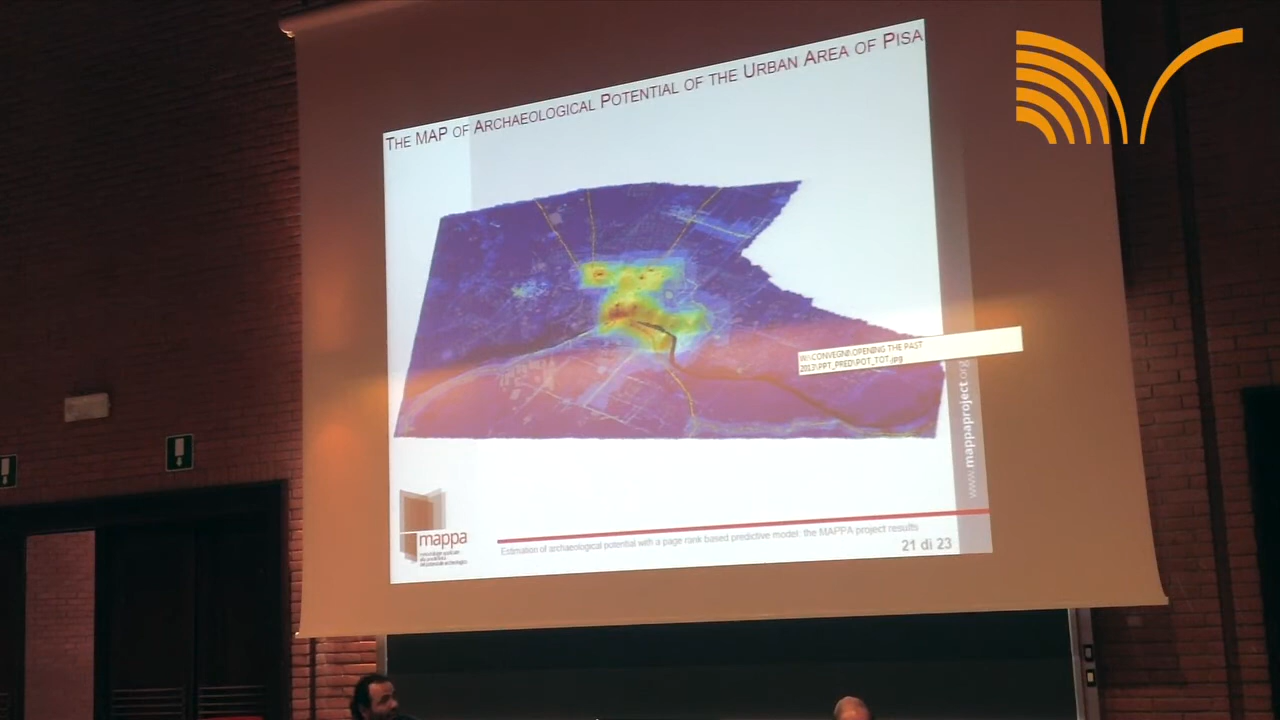 THE MAP OF ARCHAEOLOGICAL POTENTIAL OF THE URBAN AREA OF PISA
W:\CONVEGNI\OPENING THE PAST
2013\PPT_PRED\POT_TOT.jpg
www.mappaproject.org
mappa
Estimation of archaeological potential with a page rank based predictive model: the MAPPA project results
21 di 23